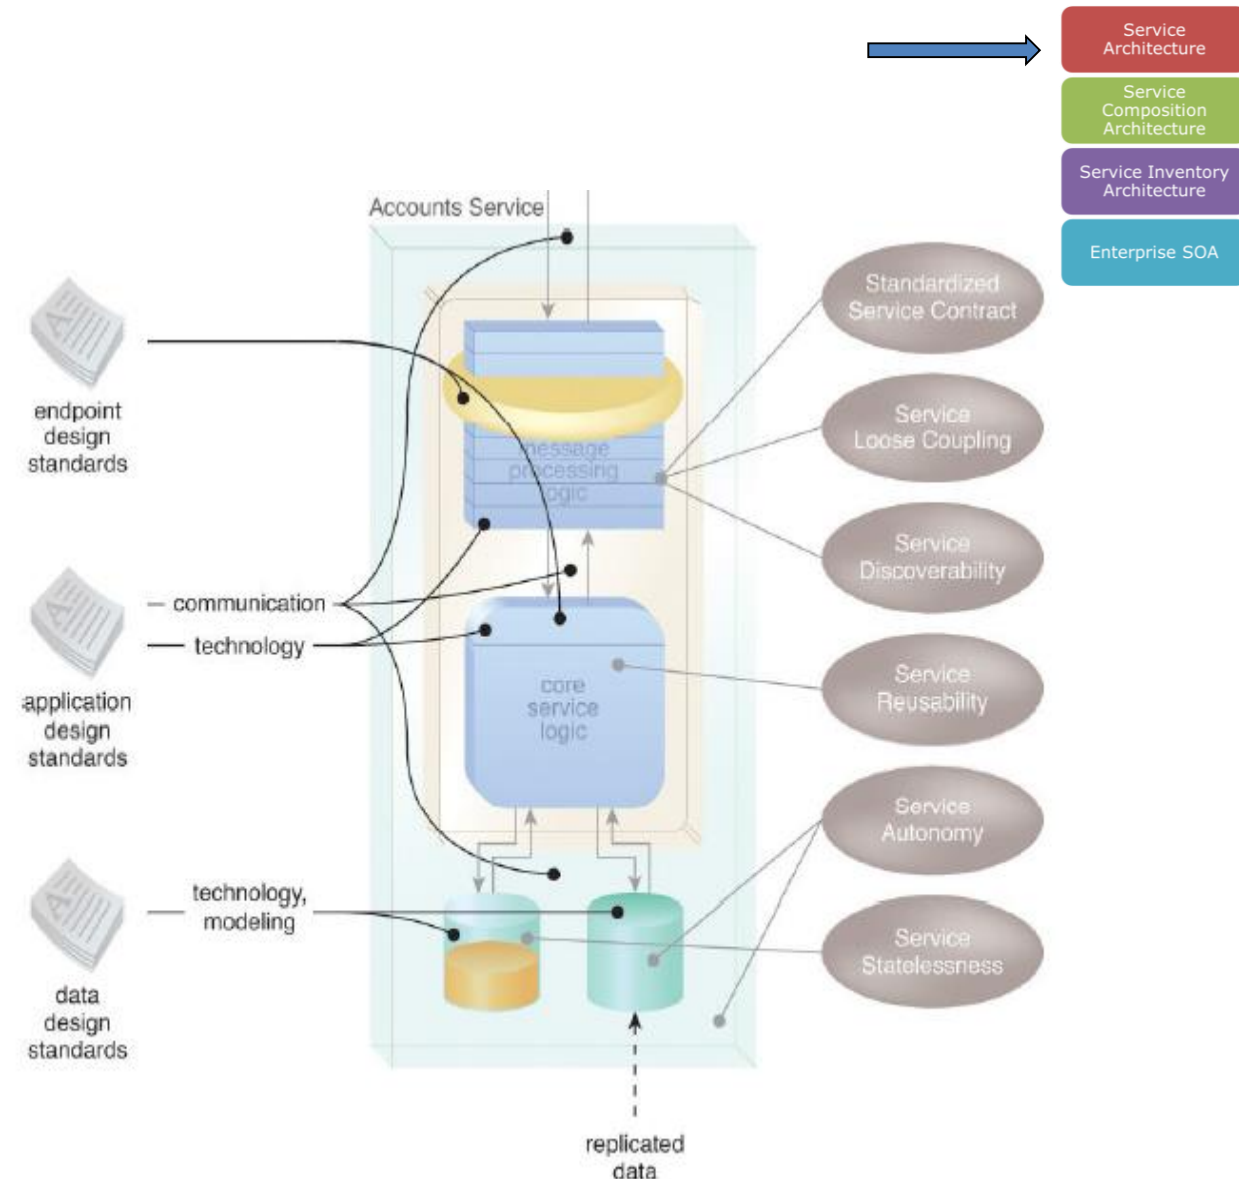 Service
Architecture
Service
Composition
Architecture
Service Inventory
Architecture
Enterprise SOA
Accounts Service
endpoint
design
standards
communication
technology
application
design
standards
technology,
modeling
data
design
standards
message
processing
logic
core
service
logic
replicated
data
Standardized
Service Contract
Service
Loose Coupling
Service
Discoverability
Service
Reusability
Service
Autonomy
Service
Statelessness